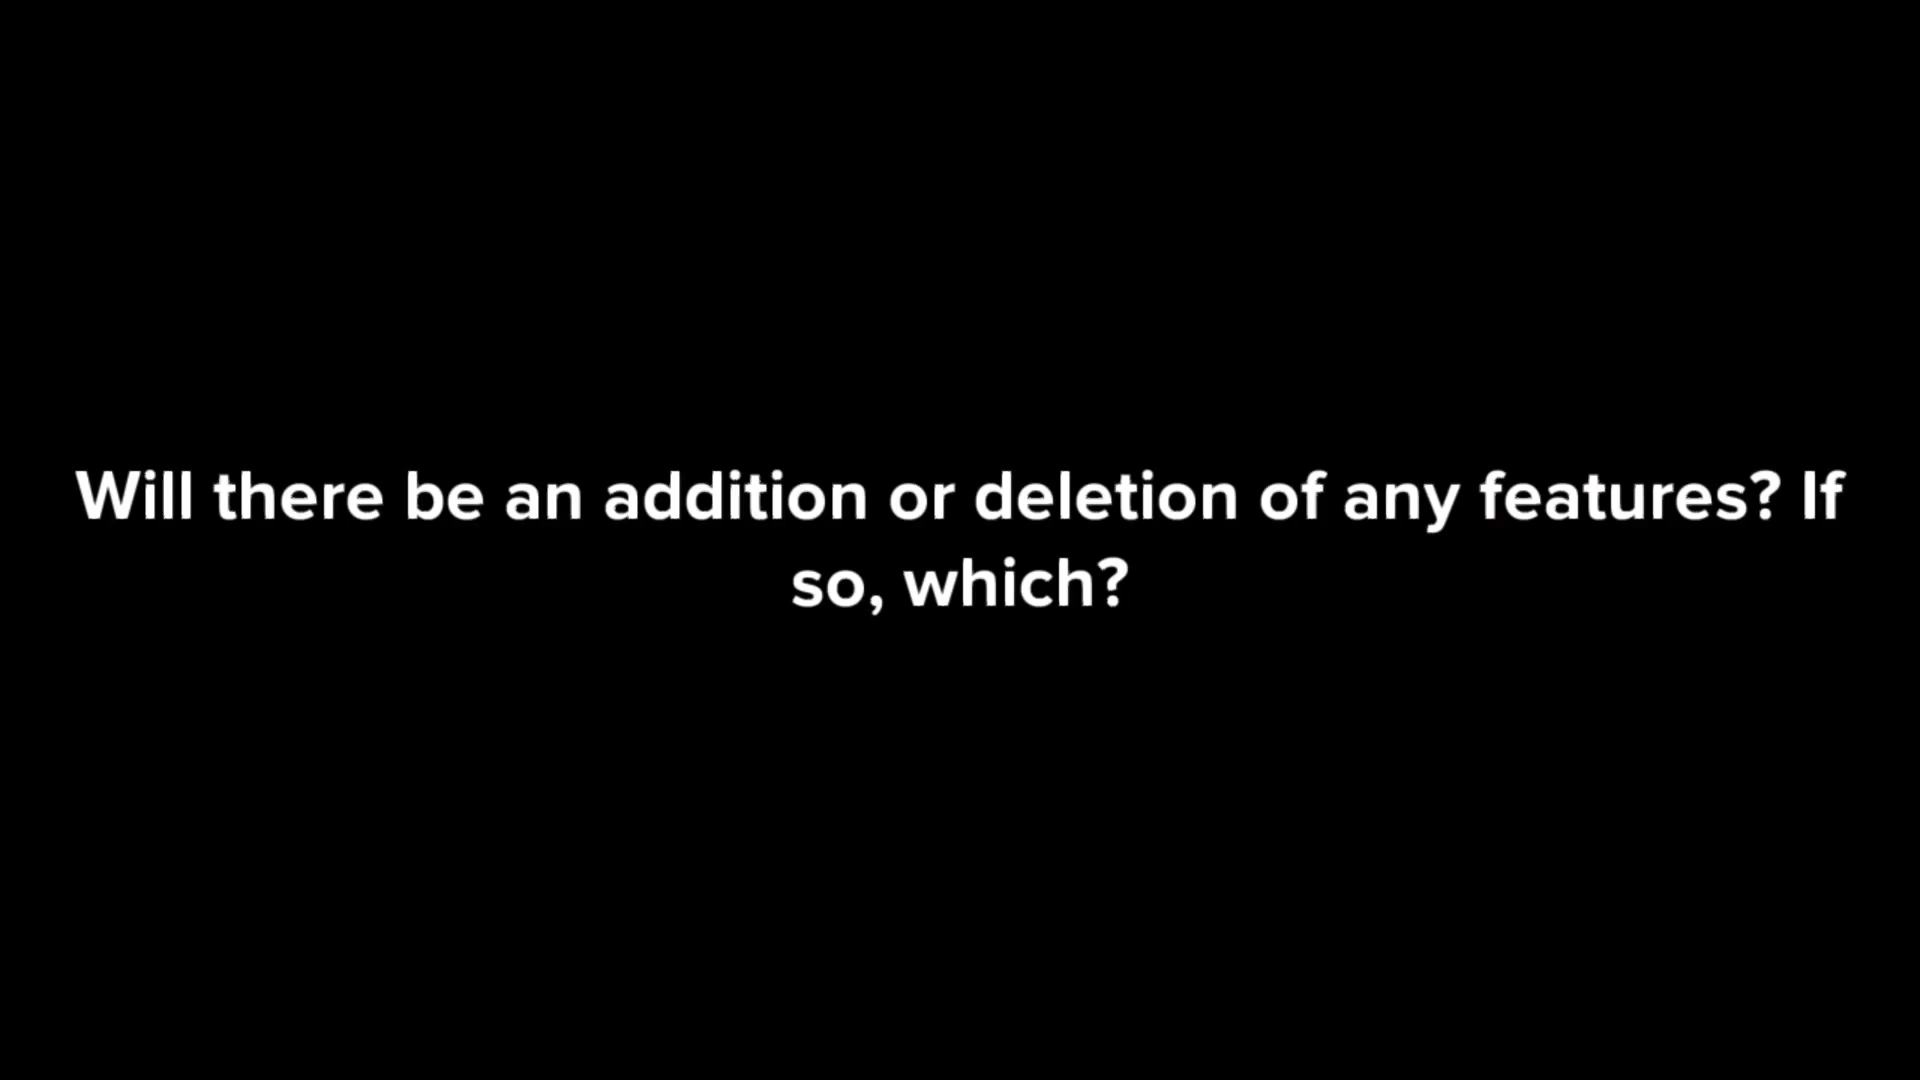 Will there be an addition or deletion of any features? If
so, which?